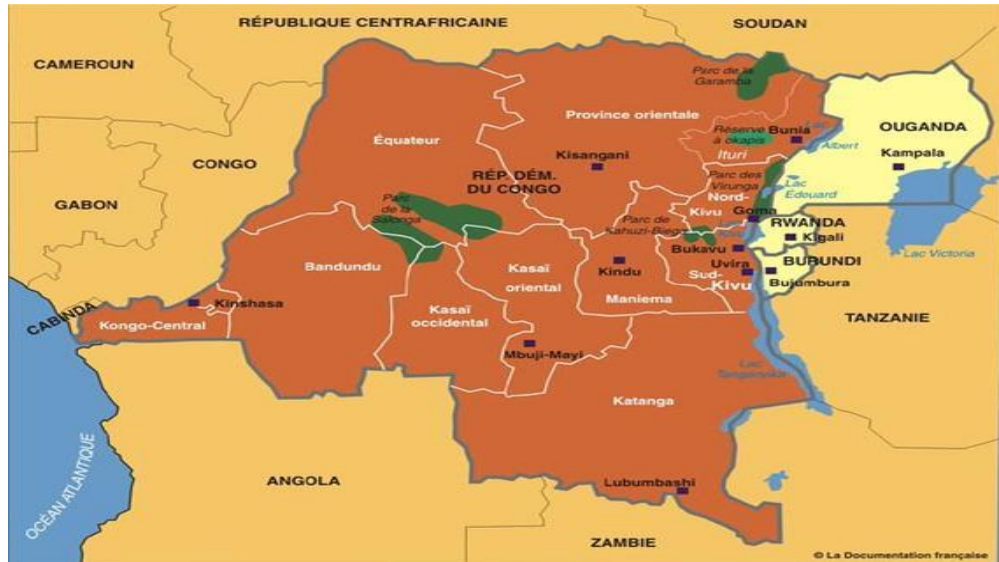 RÉPUBLIQUE CENTRAFRICAINE
SOUDAN
CAMEROUN
Parc de la
Garamba
Province orientale
OUGANDA
Équateur
Réserve
à okapis
Bunia
Lac
Albert
CONGO
Kisangani
Ituri
Kampala
RÉP. DÉM.
DU CONGO
Parc des
Virunga
Lac
Édouard
GABON
Parc
de la
Salonga
Nord-
Kivu
Goma
Parc de
Kahuzi-Biega
RWANDA
Kigali
Bukavu
Lac Victoria
Bandundu
Kasaï
oriental
Kindu
Uvira
BURUNDI
Sud-
Kivu
Bujumbura
Maniema
CABINDA
Kinshasa
Kongo-Central
Kasaï
occidental
TANZANIE
Mbuji-Mayi
Lac
Tanganyika
Katanga
OCÉAN ATLANTIQUE
ANGOLA
Lubumbashi
ZAMBIE
© La Documentation française